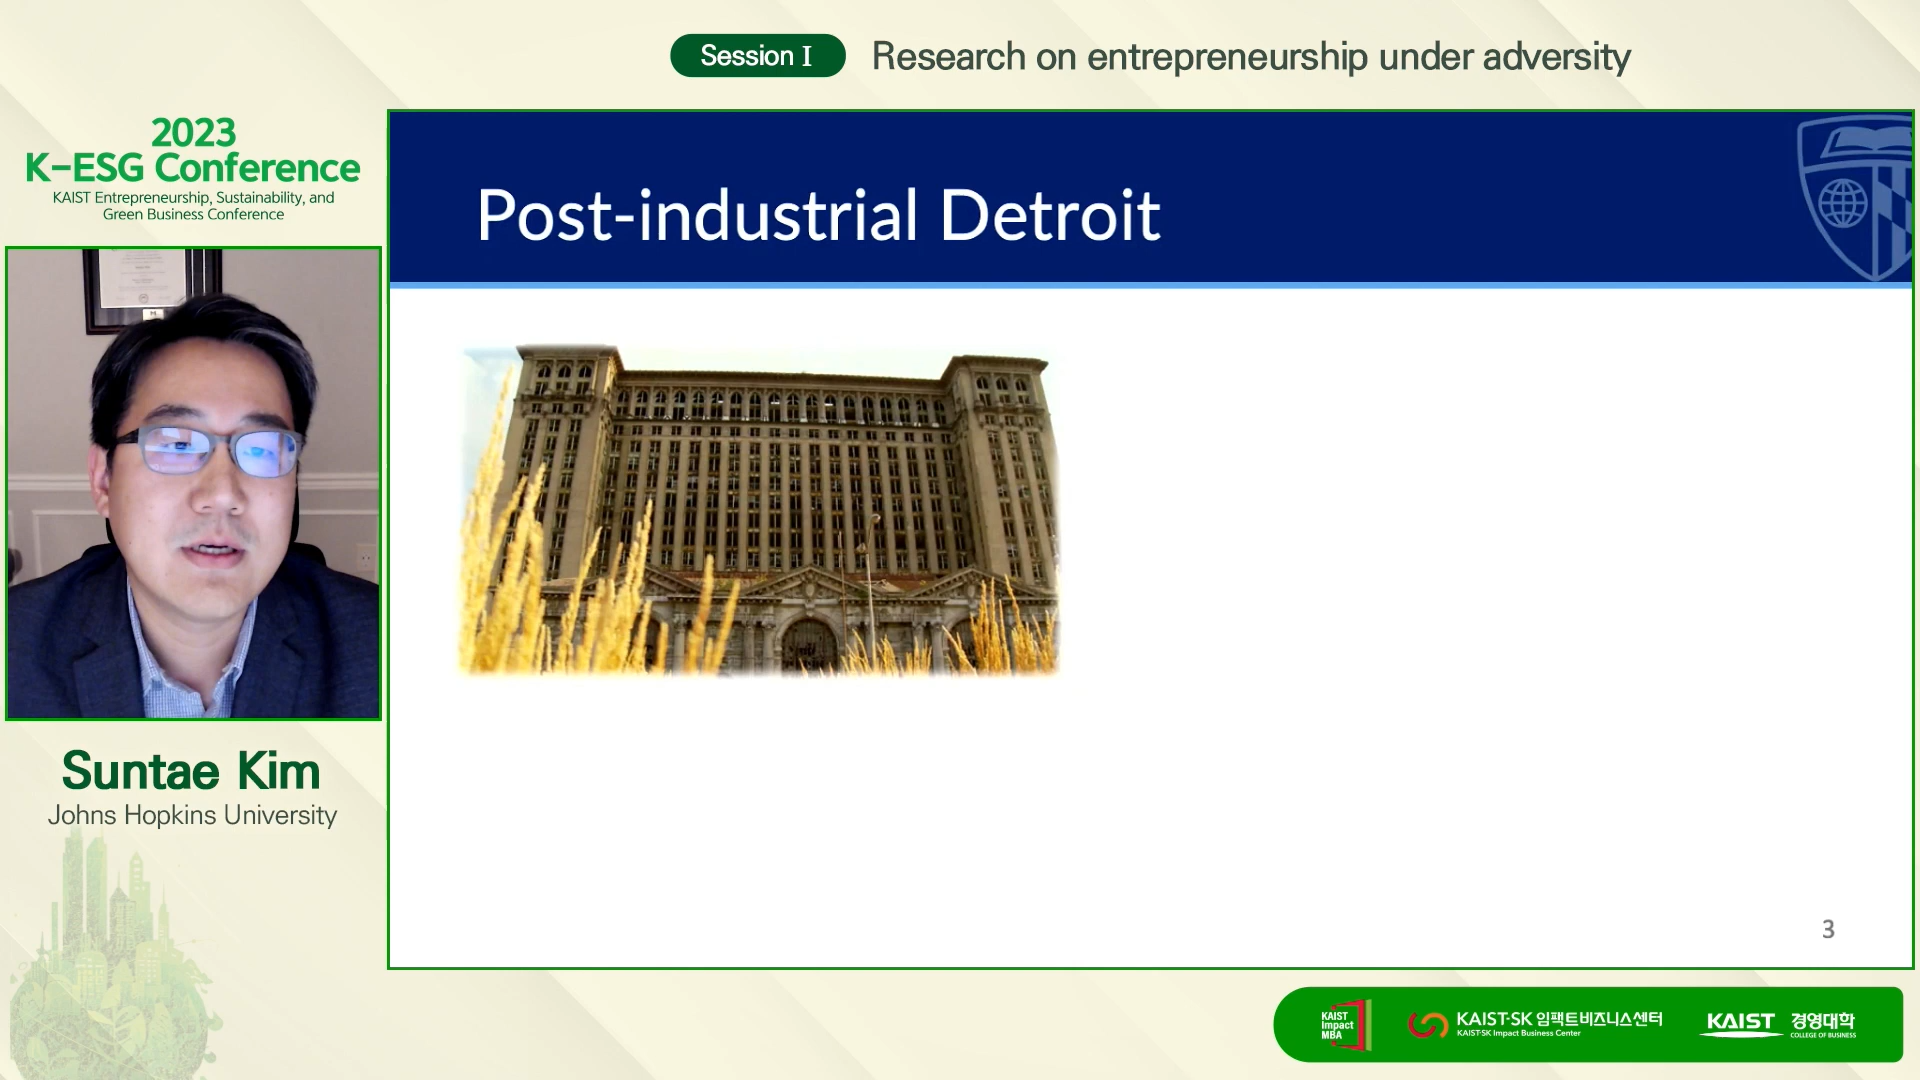 Session I
Research on entrepreneurship under adversity
2023
K-ESG Conference
KAIST Entrepreneurship, Sustainability, and
Green Business Conference
Post-industrial Detroit
Suntae Kim
Johns Hopkins University
3
KAIST
Impact
MBA
KAIST-SK 임팩트비즈니스센터
KAIST-SK Impact Business Center
KAIST
경영대학
COLLEGE OF BUSINESS